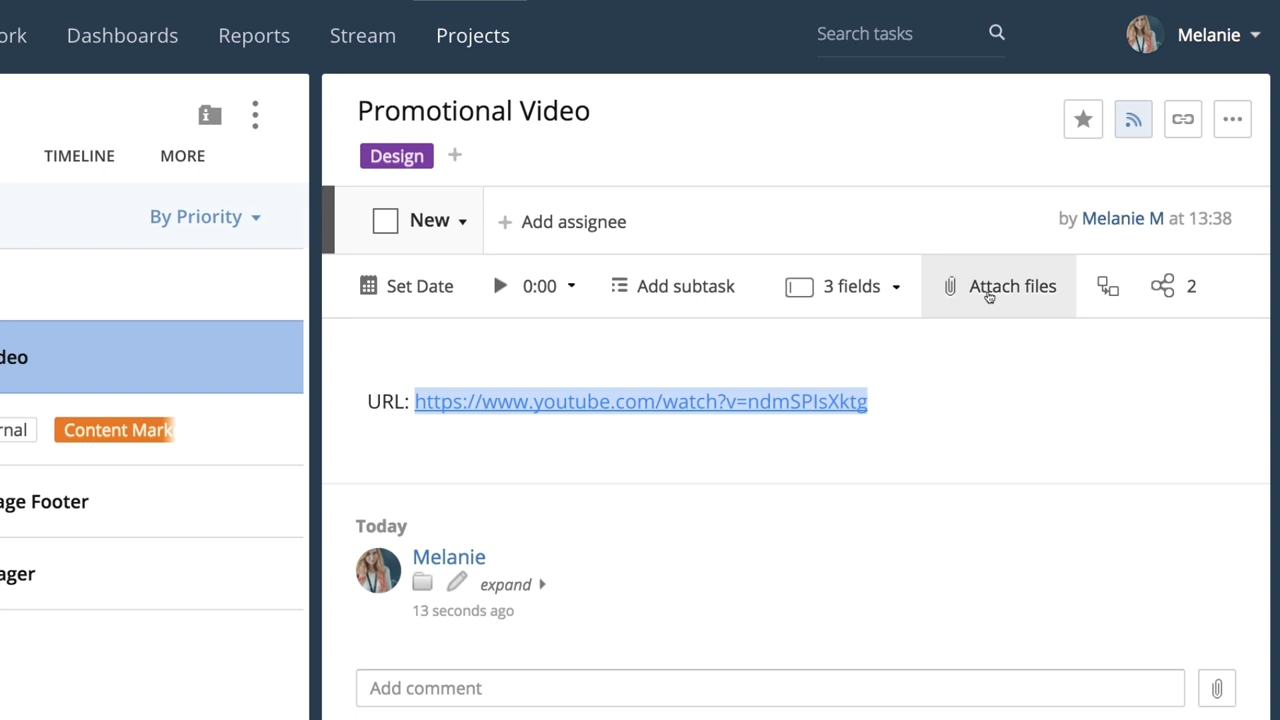 ork Dashboards Reports Stream Projects Search tasks Melanie
TIMELINE MORE
By Priority
deo
rnal Content Mark
age Footer
ager
Promotional Video
Design
New Add assignee by Melanie M at 13:38
Set Date 0:00 Add subtask 3 fields Attach files 2
URL: https://www.youtube.com/watch?v=ndmSPIsXktg
Today
Melanie
expand
13 seconds ago
Add comment